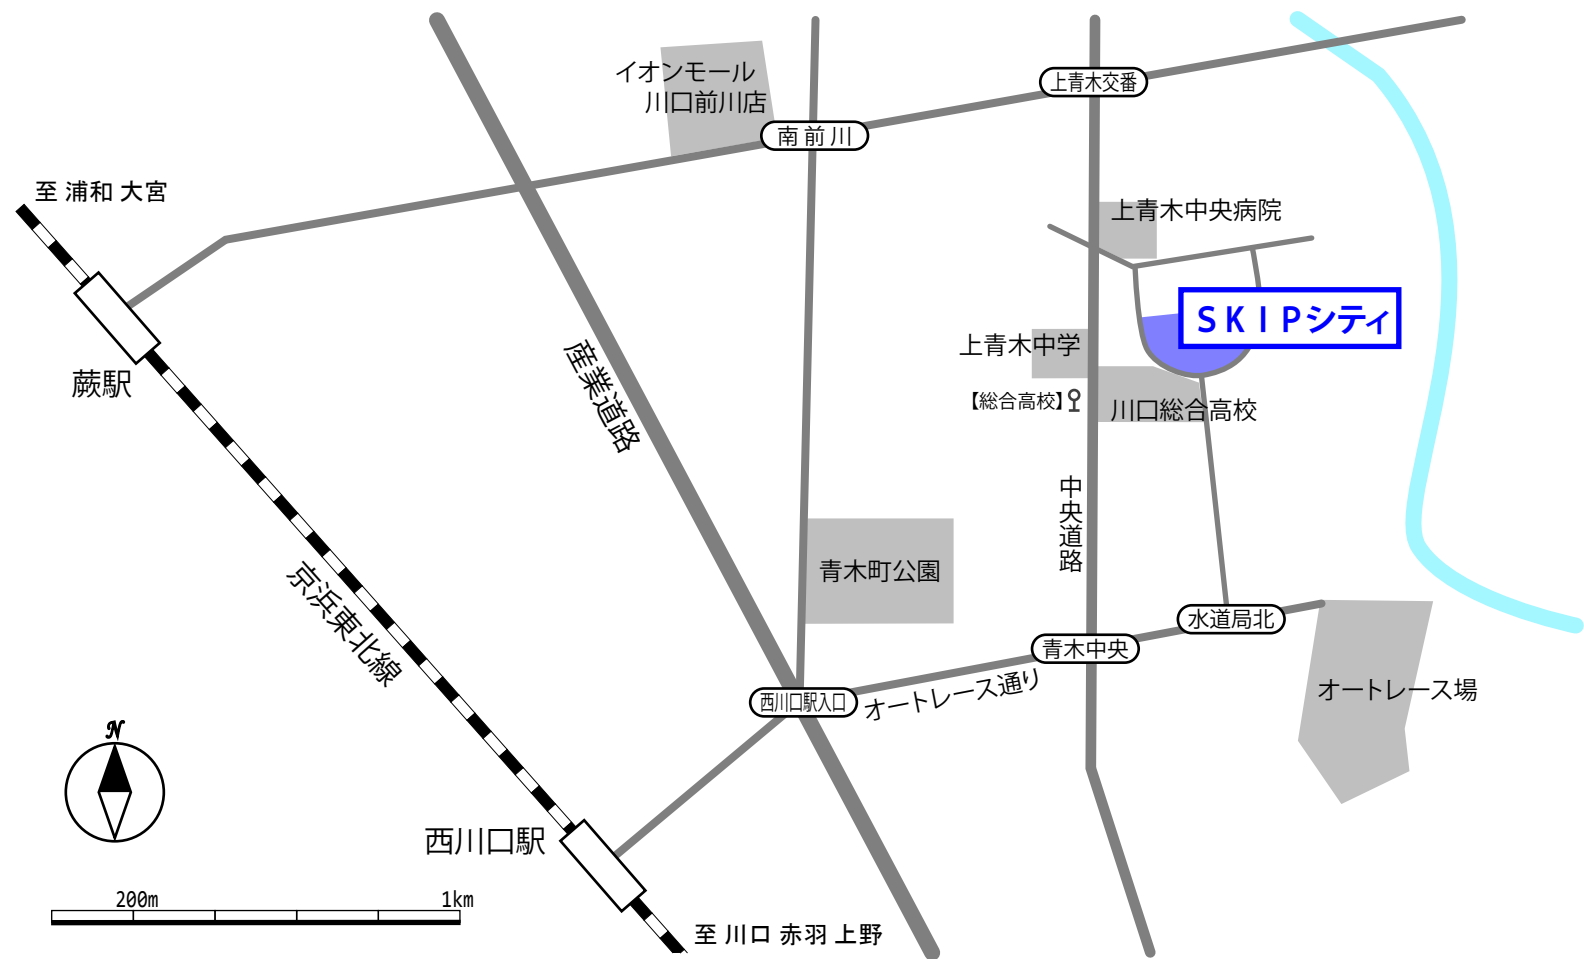 イオンモール
川口前川店
上青木交番
南前川
至 浦和 大宮
上青木中央病院
SKIPシティ
上青木中学
蕨駅
産業道路
【総合高校】
川口総合高校
中央道路
青木町公園
京浜東北線
水道局北
青木中央
西川口駅入口
オートレース通り
オートレース場
N
西川口駅
200m
1km
至 川口 赤羽 上野